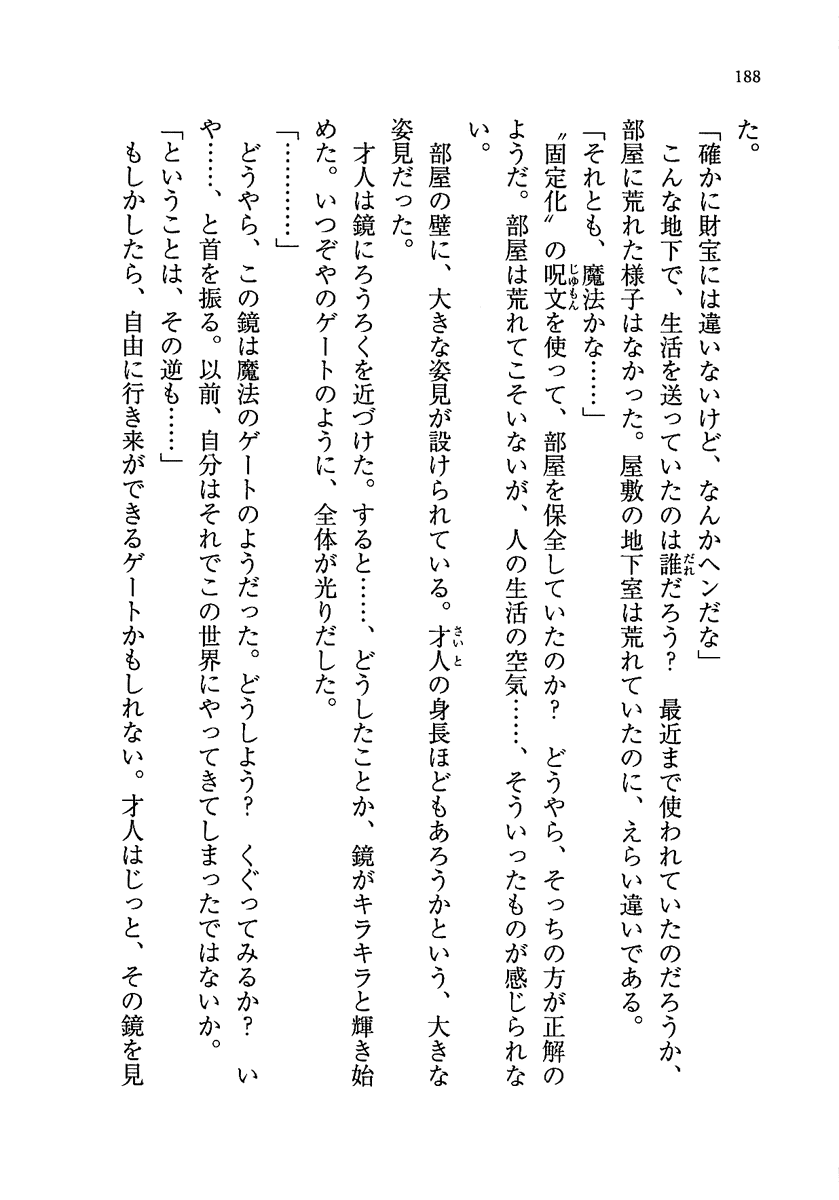 188
た。
「確かに財宝には違いないけど、なんかヘンだな」
　こんな地下で、生活を送っていたのは誰だろう？　最近まで使われていたのだろうか、
部屋に荒れた様子はなかった。屋敷の地下室は荒れていたのに、えらい違いである。
「それとも、魔法かな……」
　〝固定化〟の呪文を使って、部屋を保全していたのか？　どうやら、そっちの方が正解の
ようだ。部屋は荒れてこそいないが、人の生活の空気……、そういったものが感じられな
い。
　部屋の壁に、大きな姿見が設けられている。才人の身長ほどもあろうかという、大きな
姿見だった。
　才人は鏡にろうろくを近づけた。すると……、どうしたことか、鏡がキラキラと輝き始
めた。いつぞやのゲートのように、全体が光りだした。
「…………」
　どうやら、この鏡は魔法のゲートのようだった。どうしよう？　くぐってみるか？　い
や……、と首を振る。以前、自分はそれでこの世界にやってきてしまったではないか。
「ということは、その逆も……」
　もしかしたら、自由に行き来ができるゲートかもしれない。才人はじっと、その鏡を見